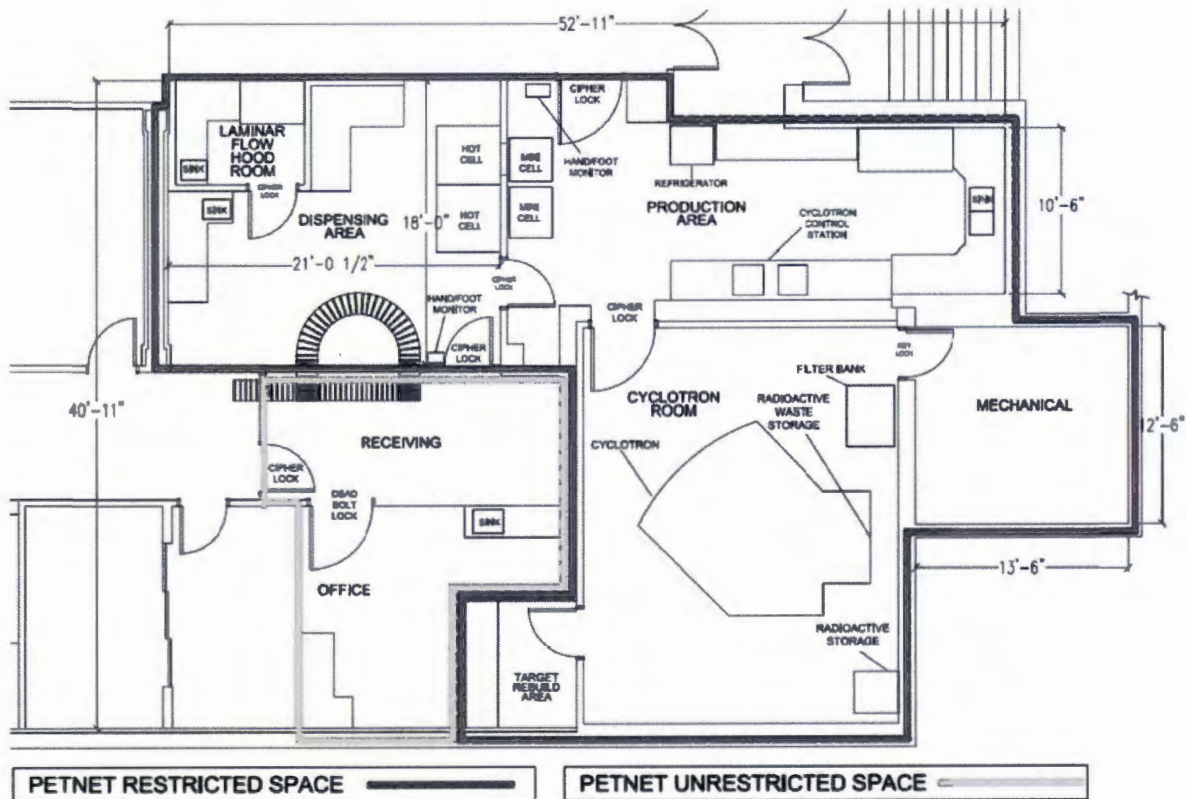 52'-11"
CIPHER
LOCK
LAMINAR
FLOW
HOOD
ROOM
SINK
CIPHER
LOCK
SINK
HOT
CELL
MINI
CELL
HAND/FOOT
MONITOR
REFRIGERATOR
DISPENSING
AREA
18'-0"
HOT
CELL
MINI
CELL
PRODUCTION
AREA
CYCLOTRON
CONTROL
STATION
SINK
10'-6"
21'-0 1/2"
CIPHER
LOCK
HAND/FOOT
MONITOR
CIPHER
LOCK
CIPHER
LOCK
KEY
LOCK
40'-11"
FILTER BANK
CYCLOTRON
ROOM
RADIOACTIVE
WASTE
STORAGE
MECHANICAL
12'-6"
RECEIVING
CYCLOTRON
CIPHER
LOCK
DEAD
BOLT
LOCK
SINK
OFFICE
13'-6"
RADIOACTIVE
STORAGE
TARGET
REBUILD
AREA
PETNET RESTRICTED SPACE
PETNET UNRESTRICTED SPACE